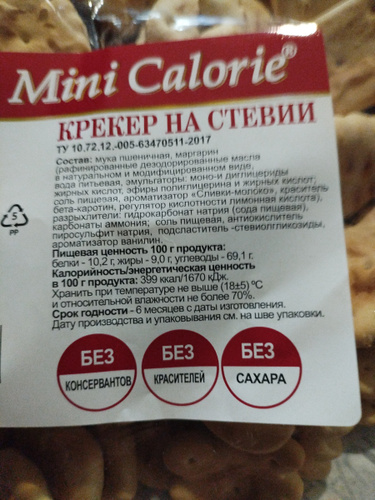 Mini Calorie®
КРЕКЕР НА СТЕВИИ
ТУ 10.72.12.-005-63470511-2017
Состав: мука пшеничная, маргарин
(рафинированные дезодорированные масла
в натуральном и модифицированном виде,
вода питьевая, эмульгаторы: моно-и диглицериды
жирных кислот, эфиры полиглицерина и жирных кислот;
соль пищевая, ароматизатор «Сливки-молоко», краситель
бета-каротин, регулятор кислотности лимонная кислота),
разрыхлители: гидрокарбонат натрия (сода пищевая),
карбонаты аммония; соль пищевая, антиокислитель
пиросульфит натрия, подсластитель -стевиолгликозиды,
ароматизатор ванилин.
Пищевая ценность 100 г продукта:
белки - 10,2 г, жиры - 9,0 г, углеводы - 69,1 г.
Калорийность/энергетическая ценность
в 100 г продукта: 399 ккал/1670 кДж.
Хранить при температуре не выше (18±5) ºС
и относительной влажности не более 70%.
Срок годности - 6 месяцев с даты изготовления.
Дату производства и упаковывания см. на шве упаковки.
5
PP
БЕЗ КОНСЕРВАНТОВ
БЕЗ КРАСИТЕЛЕЙ
БЕЗ САХАРА